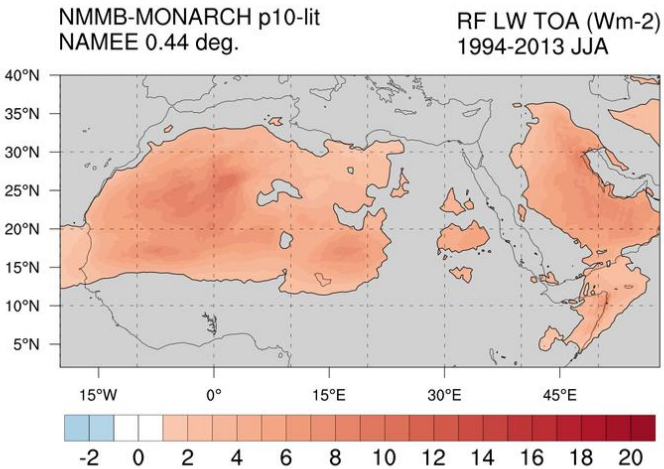 NMMB-MONARCH p10-lit
NAMEE 0.44 deg.
RF LW TOA (Wm-2)
1994-2013 JJA
40°N
35°N
30°N
25°N
20°N
15°N
10°N
5°N
15°W 0° 15°E 30°E 45°E
-2 0 2 4 6 8 10 12 14 16 18 20